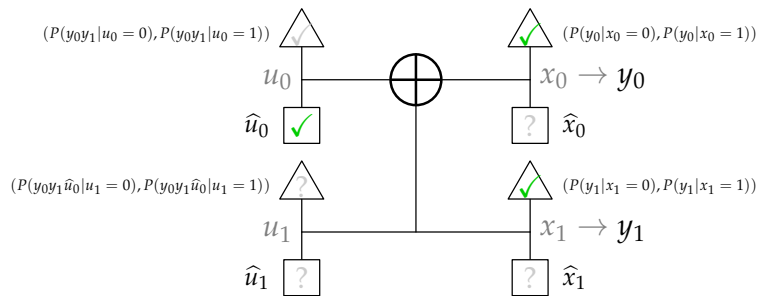 (P(y₀y₁|u₀ = 0), P(y₀y₁|u₀ = 1)) (P(y₀|x₀ = 0), P(y₀|x₀ = 1))
u₀ x₀ → y₀
û₀ ? x̂₀
(P(y₀y₁û₀|u₁ = 0), P(y₀y₁û₀|u₁ = 1)) ? (P(y₁|x₁ = 0), P(y₁|x₁ = 1))
u₁ x₁ → y₁
û₁ ? ? x̂₁